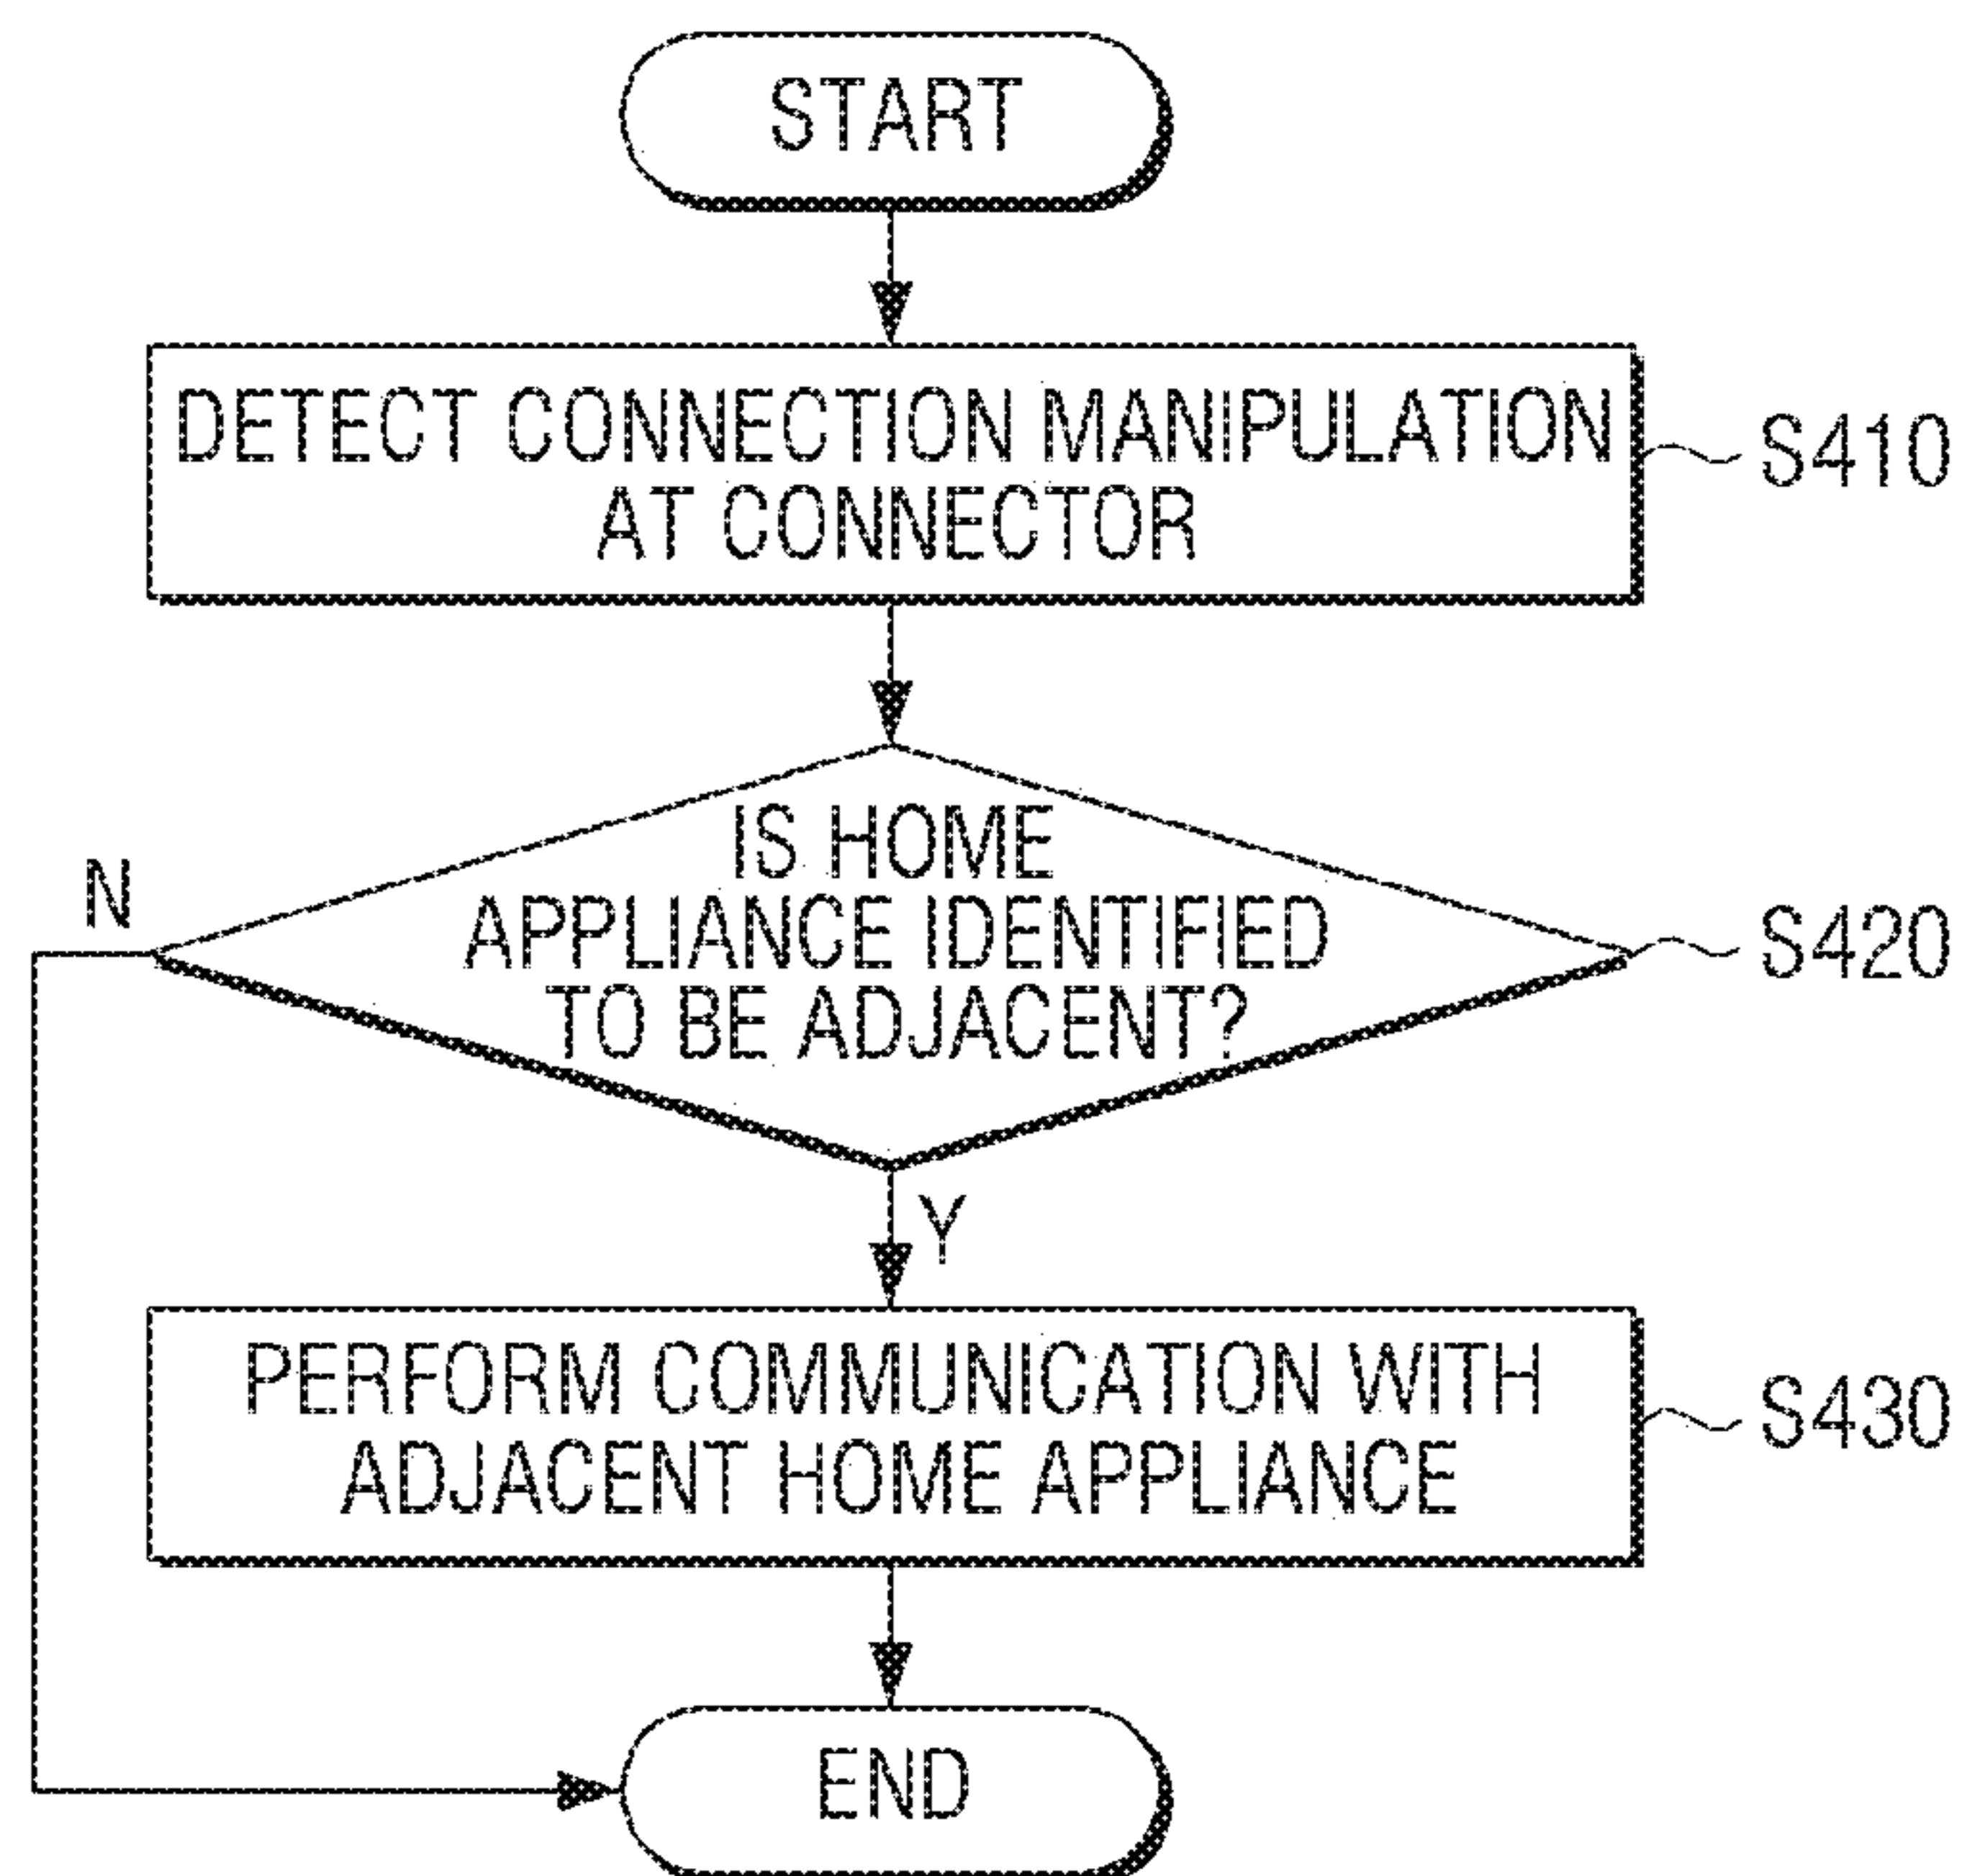 START
DETECT CONNECTION MANIPULATION
AT CONNECTOR
S410
IS HOME
APPLIANCE IDENTIFIED
TO BE ADJACENT?
N
S420
Y
PERFORM COMMUNICATION WITH
ADJACENT HOME APPLIANCE
S430
END